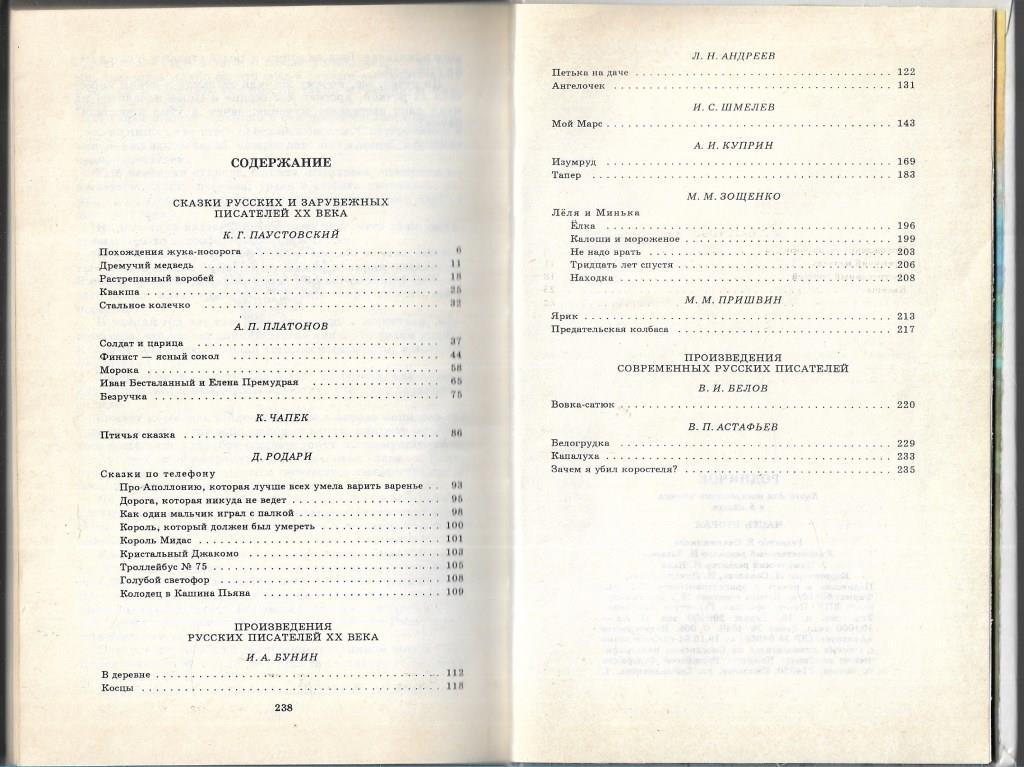 СОДЕРЖАНИЕ
СКАЗКИ РУССКИХ И ЗАРУБЕЖНЫХ
ПИСАТЕЛЕЙ XX ВЕКА
К. Г. ПАУСТОВСКИЙ
Похождения жука-носорога 6
Дремучий медведь 11
Растрепанный воробей 18
Квакша 25
Стальное колечко 32
А. П. ПЛАТОНОВ
Солдат и царица 37
Финист — ясный сокол 44
Морока 58
Иван Бесталанный и Елена Премудрая 65
Безручка 75
К. ЧАПЕК
Птичья сказка 86
Д. РОДАРИ
Сказки по телефону
Про Аполлонию, которая лучше всех умела варить варенье 93
Дорога, которая никуда не ведет 95
Как один мальчик играл с палкой 98
Король, который должен был умереть 100
Король Мидас 101
Кристальный Джакомо 103
Троллейбус № 75 105
Голубой светофор 108
Колодец в Кашина Пьяна 109
ПРОИЗВЕДЕНИЯ
РУССКИХ ПИСАТЕЛЕЙ XX ВЕКА
И. А. БУНИН
В деревне 112
Косцы 118
238
Л. Н. АНДРЕЕВ
Петька на даче 122
Ангелочек 131
И. С. ШМЕЛЕВ
Мой Марс 143
А. И. КУПРИН
Изумруд 169
Тапер 183
М. М. ЗОЩЕНКО
Лёля и Минька
Ёлка 196
Калоши и мороженое 199
Не надо врать 203
Тридцать лет спустя 206
Находка 208
М. М. ПРИШВИН
Ярик 213
Предательская колбаса 217
ПРОИЗВЕДЕНИЯ
СОВРЕМЕННЫХ РУССКИХ ПИСАТЕЛЕЙ
В. И. БЕЛОВ
Вовка-сатюк 220
В. П. АСТАФЬЕВ
Белогрудка 229
Капалуха 233
Зачем я убил коростеля? 235